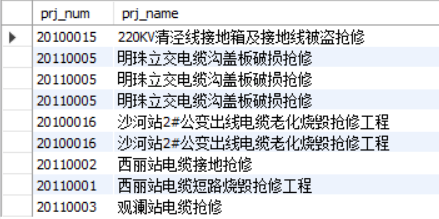 prj_num prj_name
20100015 220KV清泾线接地箱及接地线被盗抢修
20110005 明珠立交电缆沟盖板破损抢修
20110005 明珠立交电缆沟盖板破损抢修
20110005 明珠立交电缆沟盖板破损抢修
20100016 沙河站2#公变出线电缆老化烧毁抢修工程
20100016 沙河站2#公变出线电缆老化烧毁抢修工程
20110002 西丽站电缆接地抢修
20110001 西丽站电缆短路烧毁抢修工程
20110003 观澜站电缆抢修